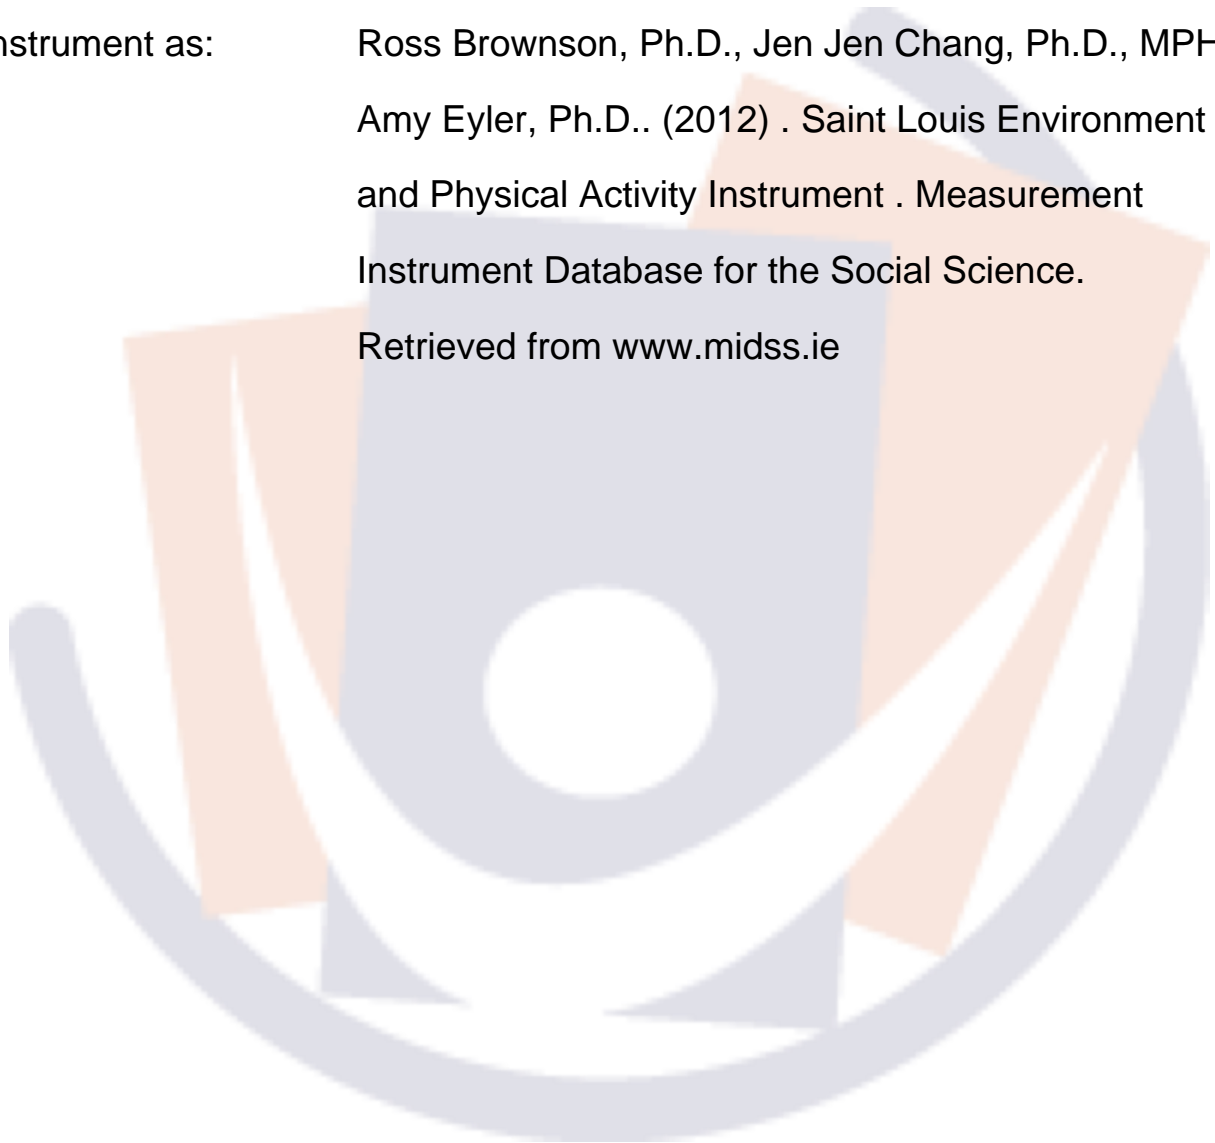 nstrument as: Ross Brownson, Ph.D., Jen Jen Chang, Ph.D., MPH
Amy Eyler, Ph.D.. (2012) . Saint Louis Environment
and Physical Activity Instrument . Measurement
Instrument Database for the Social Science.
Retrieved from www.midss.ie